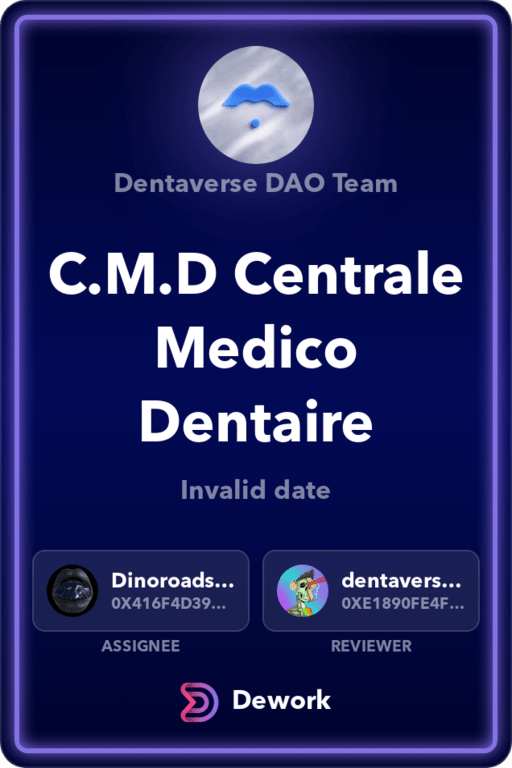 Dentaverse DAO Team
C.M.D Centrale
Medico
Dentaire
Invalid date
Dinoroads...
0X416F4D39...
ASSIGNEE
dentavers...
0XE1890FE4F...
REVIEWER
Dework